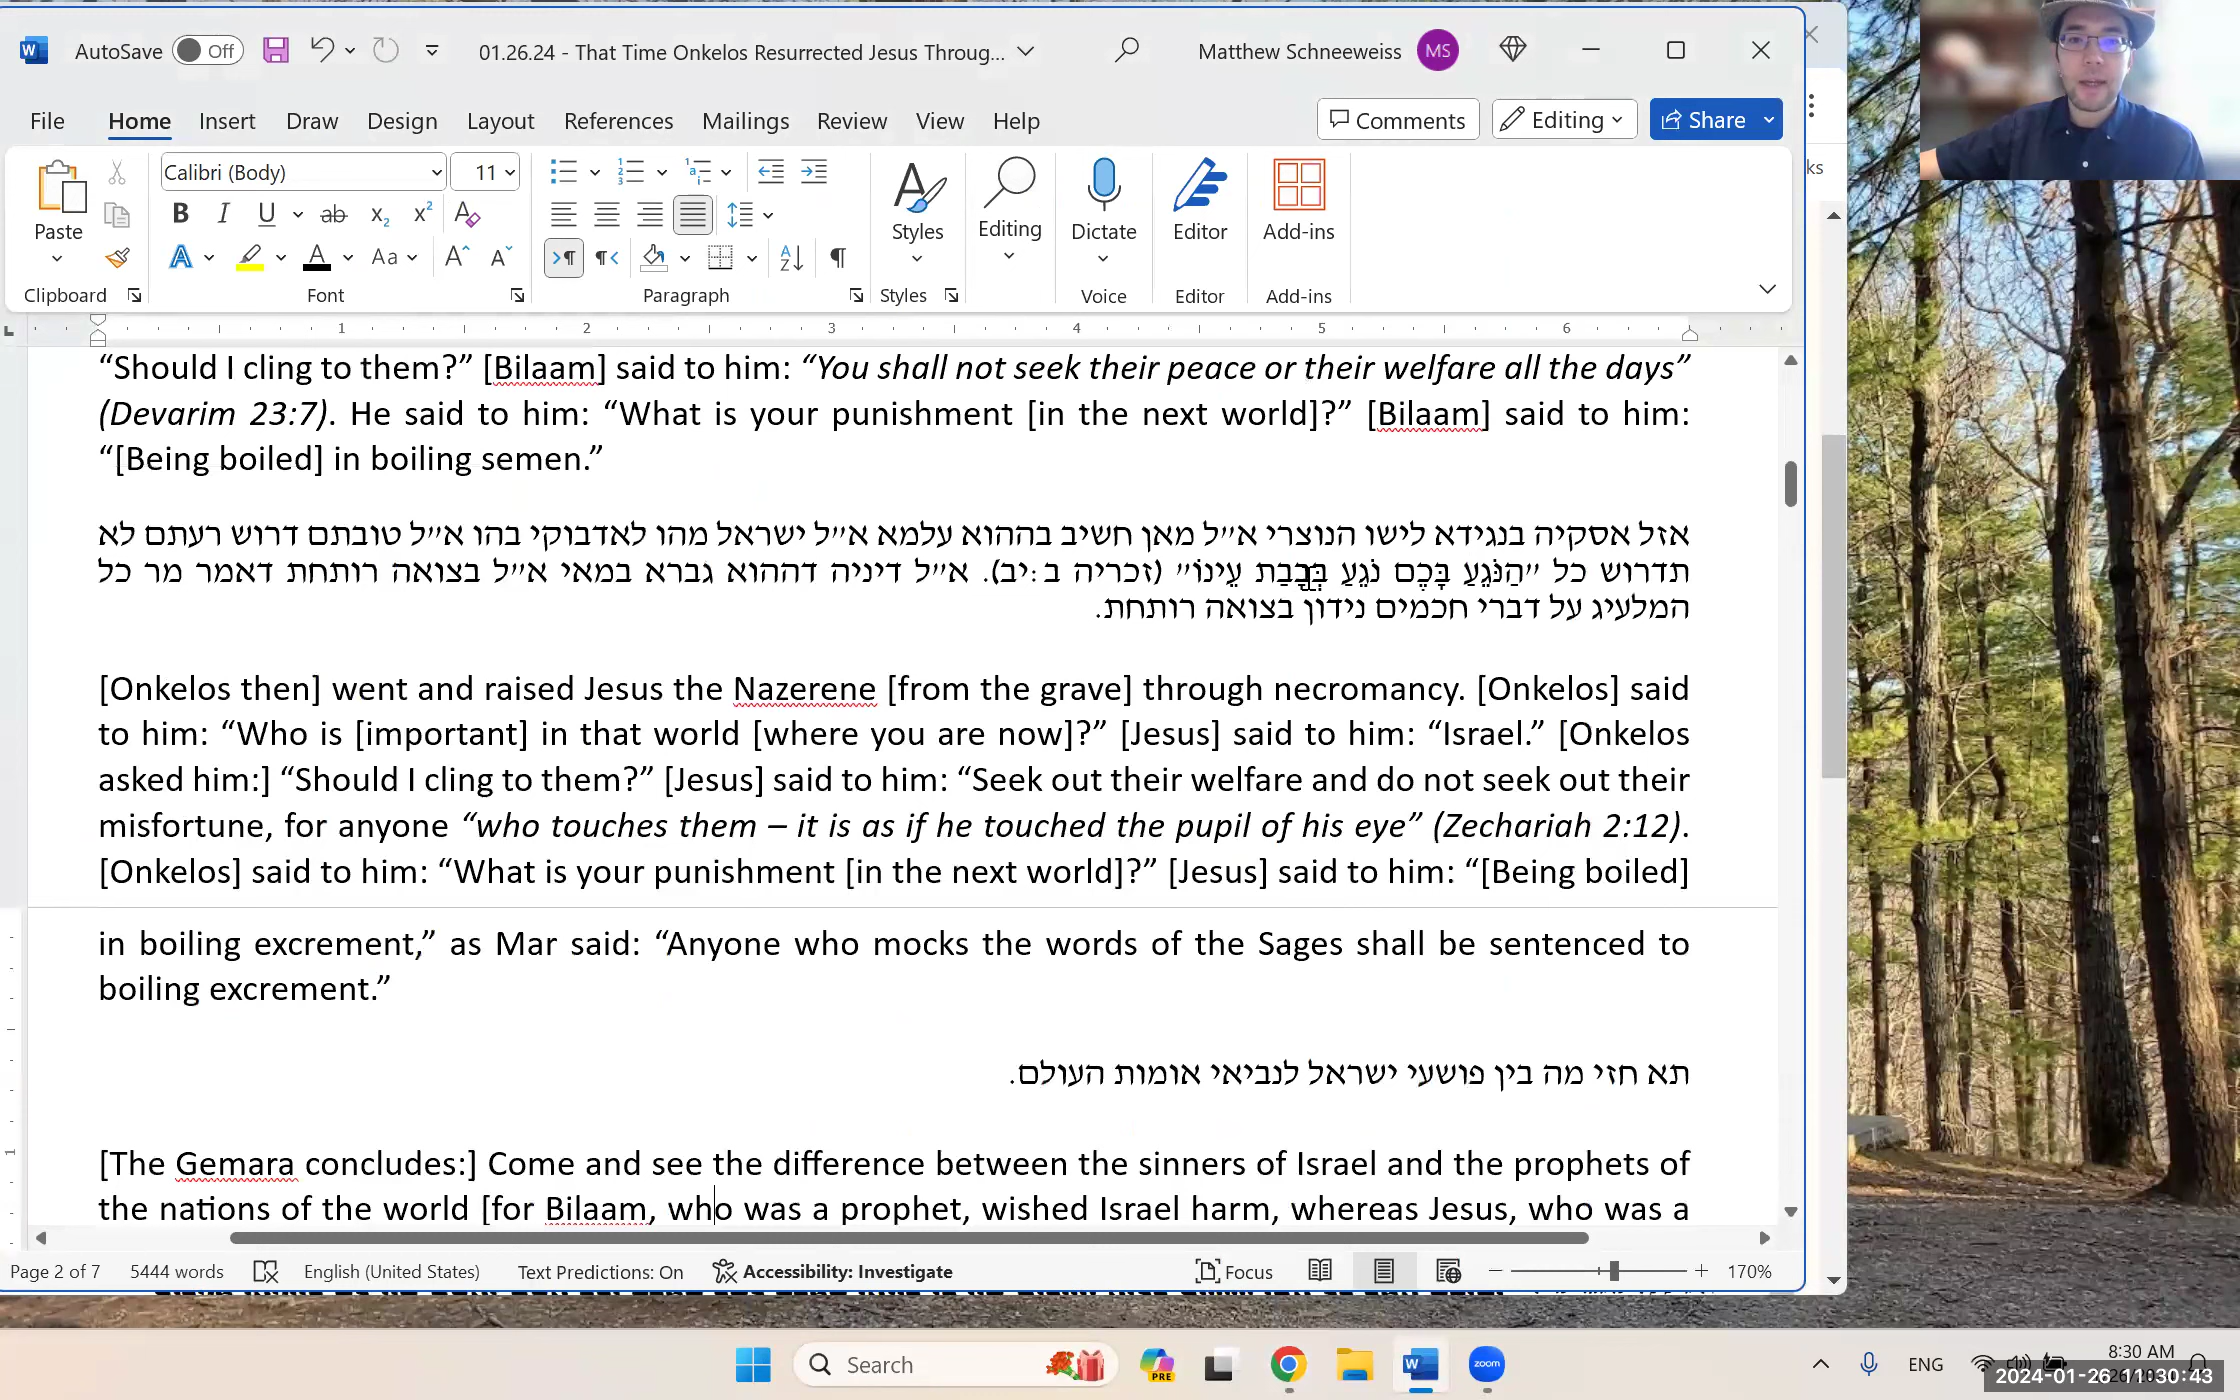 AutoSave Off 01.26.24 - That Time Onkelos Resurrected Jesus Throug... Matthew Schneeweiss MS
File Home Insert Draw Design Layout References Mailings Review View Help Comments Editing Share
Calibri (Body) 11
Paste Styles Editing Dictate Editor Add-ins
Clipboard Font Paragraph Styles Voice Editor Add-ins
ks
1 2 3 4 5 6
“Should I cling to them?” [Bilaam] said to him: “You shall not seek their peace or their welfare all the days”
(Devarim 23:7). He said to him: “What is your punishment [in the next world]?” [Bilaam] said to him:
“[Being boiled] in boiling semen.”
אזל אסקיה בנגידא לישו הנוצרי א״ל מאן חשיב בההוא עלמא א״ל ישראל מהו לאדבוקי בהו א״ל טובתם דרוש רעתם לא
תדרוש כל ״הַנֹּגֵעַ בָּכֶם נֹגֵעַ בְּבָבַת עֵינוֹ״ (זכריה ב:יב). א״ל דיניה דההוא גברא במאי א״ל בצואה רותחת דאמר מר כל
המלעיג על דברי חכמים נידון בצואה רותחת.
[Onkelos then] went and raised Jesus the Nazerene [from the grave] through necromancy. [Onkelos] said
to him: “Who is [important] in that world [where you are now]?” [Jesus] said to him: “Israel.” [Onkelos
asked him:] “Should I cling to them?” [Jesus] said to him: “Seek out their welfare and do not seek out their
misfortune, for anyone “who touches them – it is as if he touched the pupil of his eye” (Zechariah 2:12).
[Onkelos] said to him: “What is your punishment [in the next world]?” [Jesus] said to him: “[Being boiled]
in boiling excrement,” as Mar said: “Anyone who mocks the words of the Sages shall be sentenced to
boiling excrement.”
תא חזי מה בין פושעי ישראל לנביאי אומות העולם.
[The Gemara concludes:] Come and see the difference between the sinners of Israel and the prophets of
the nations of the world [for Bilaam, who was a prophet, wished Israel harm, whereas Jesus, who was a
Page 2 of 7 5444 words English (United States) Text Predictions: On Accessibility: Investigate Focus 170%
Search PRE zoom ENG 8:30 AM
2024-01-26 11:30:43